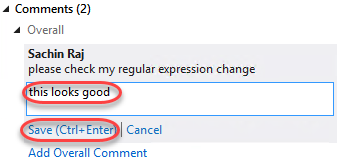 Comments (2)
Overall
Sachin Raj
please check my regular expression change
this looks good
Save (Ctrl+Enter) | Cancel
Add Overall Comment